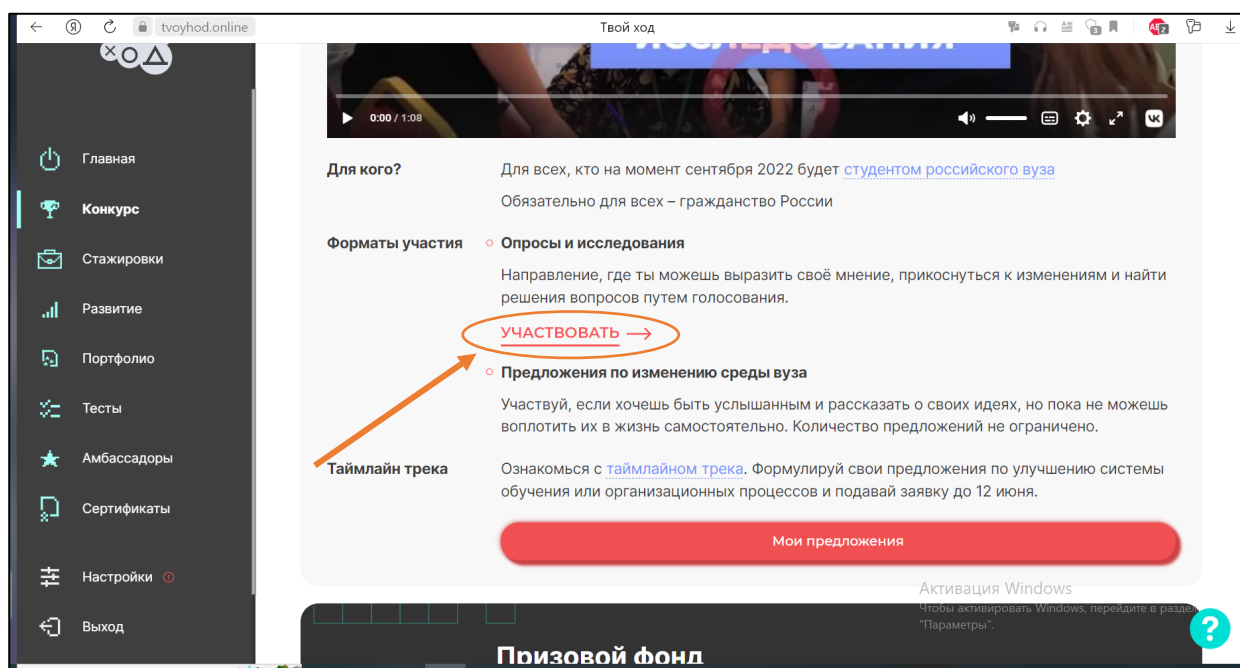 tvoyhod.online
Твой ход
ИССЛЕДОВАНИЯ
0:00 / 1:08
Главная
Конкурс
Стажировки
Развитие
Портфолио
Тесты
Амбассадоры
Сертификаты
Настройки
Выход
Для кого?
Для всех, кто на момент сентября 2022 будет студентом российского вуза
Обязательно для всех – гражданство России
Форматы участия
Опросы и исследования
Направление, где ты можешь выразить своё мнение, прикоснуться к изменениям и найти
решения вопросов путем голосования.
УЧАСТВОВАТЬ
Предложения по изменению среды вуза
Участвуй, если хочешь быть услышанным и рассказать о своих идеях, но пока не можешь
воплотить их в жизнь самостоятельно. Количество предложений не ограничено.
Таймлайн трека
Ознакомься с таймлайном трека. Формулируй свои предложения по улучшению системы
обучения или организационных процессов и подавай заявку до 12 июня.
Мои предложения
Активация Windows
Чтобы активировать Windows, перейдите в раздел
"Параметры".
?
Призовой фонд